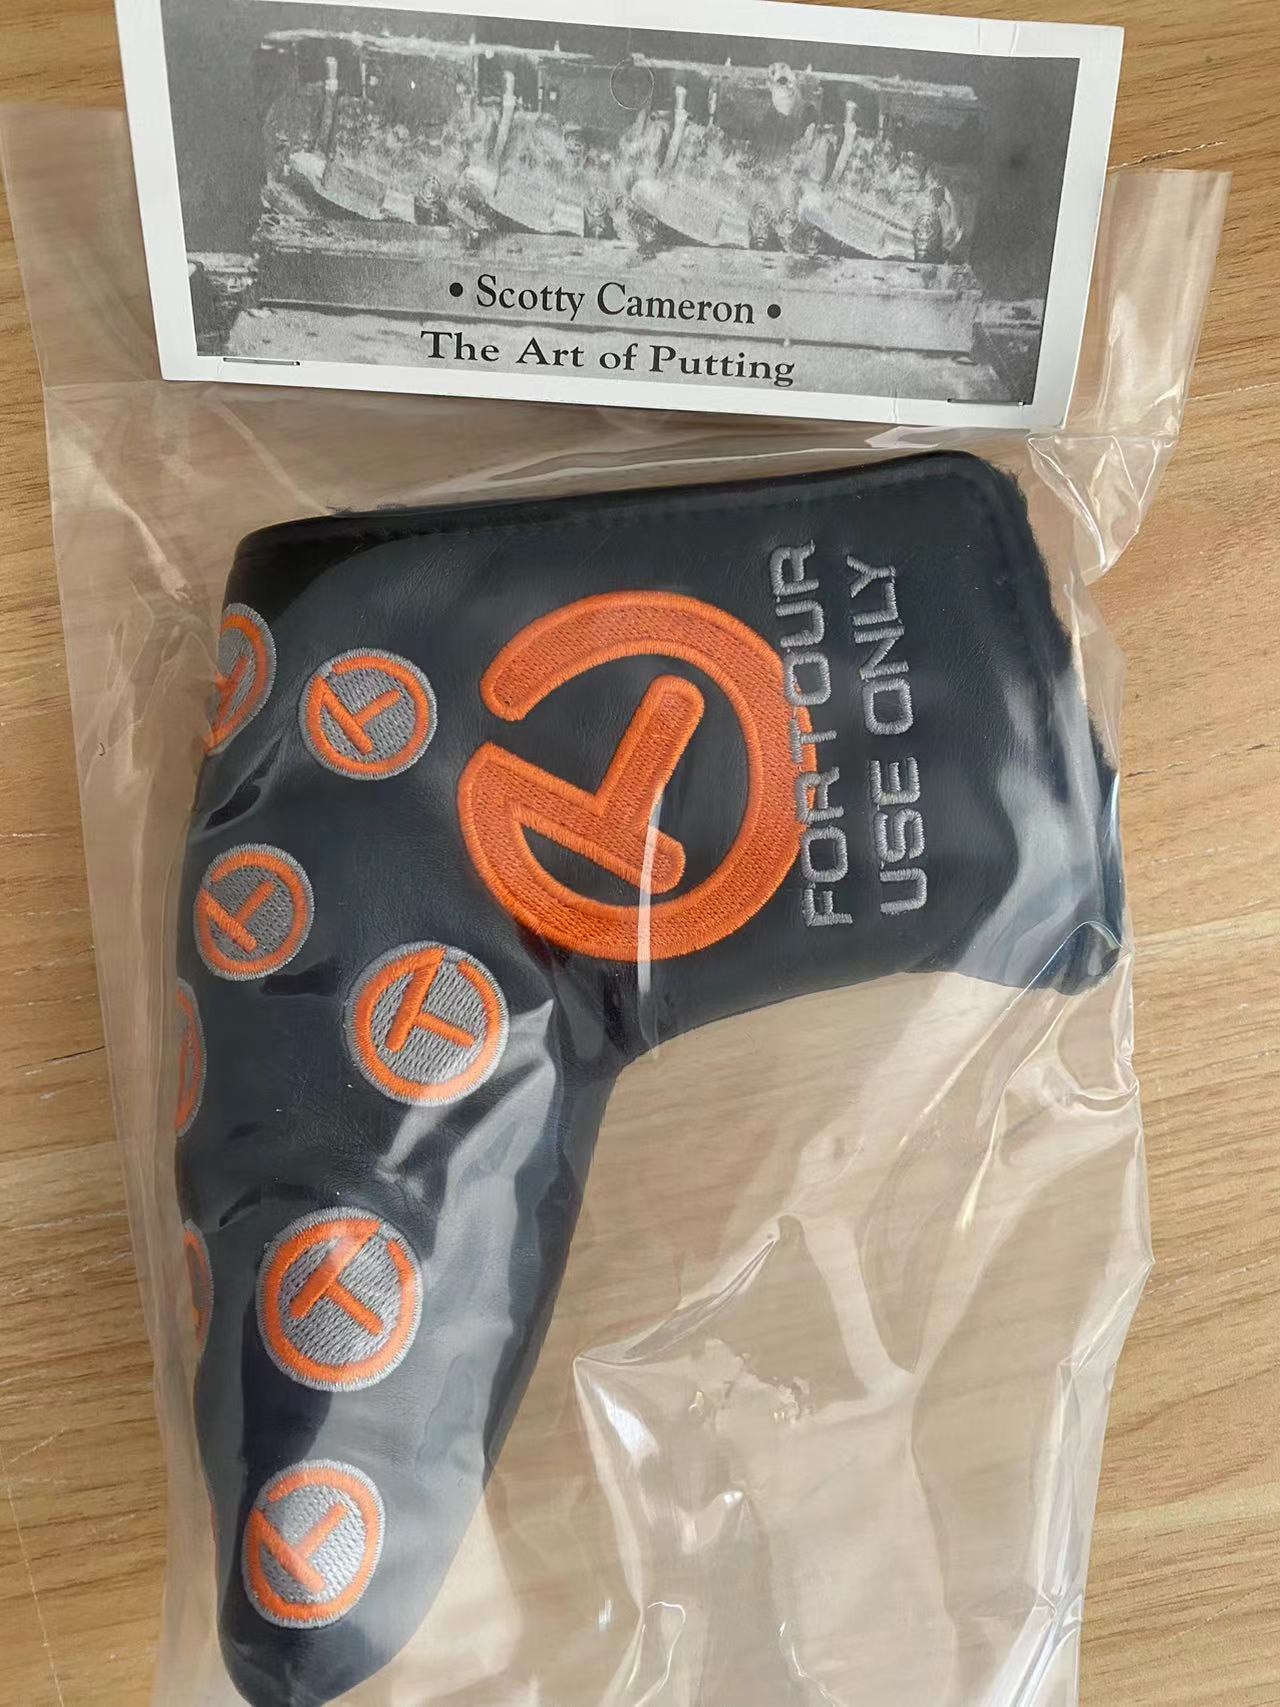 • Scotty Cameron •
The Art of Putting
FOR TOUR
USE ONLY